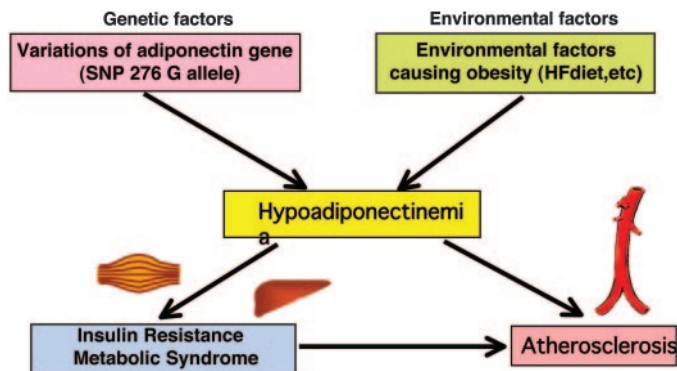 Genetic factors
Environmental factors
Variations of adiponectin gene
(SNP 276 G allele)
Environmental factors
causing obesity (HFdiet,etc)
Hypoadiponectinemi
a
Insulin Resistance
Metabolic Syndrome
Atherosclerosis